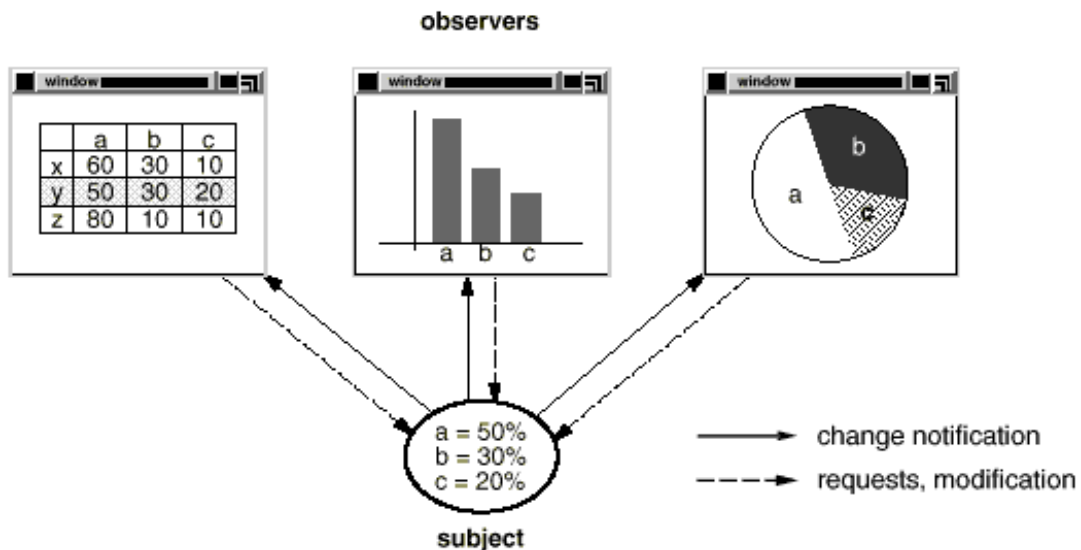 observers
window
window
window
a b c
x 60 30 10
y 50 30 20
z 80 10 10
a b c
a
b
c
a = 50%
b = 30%
c = 20%
change notification
requests, modification
subject